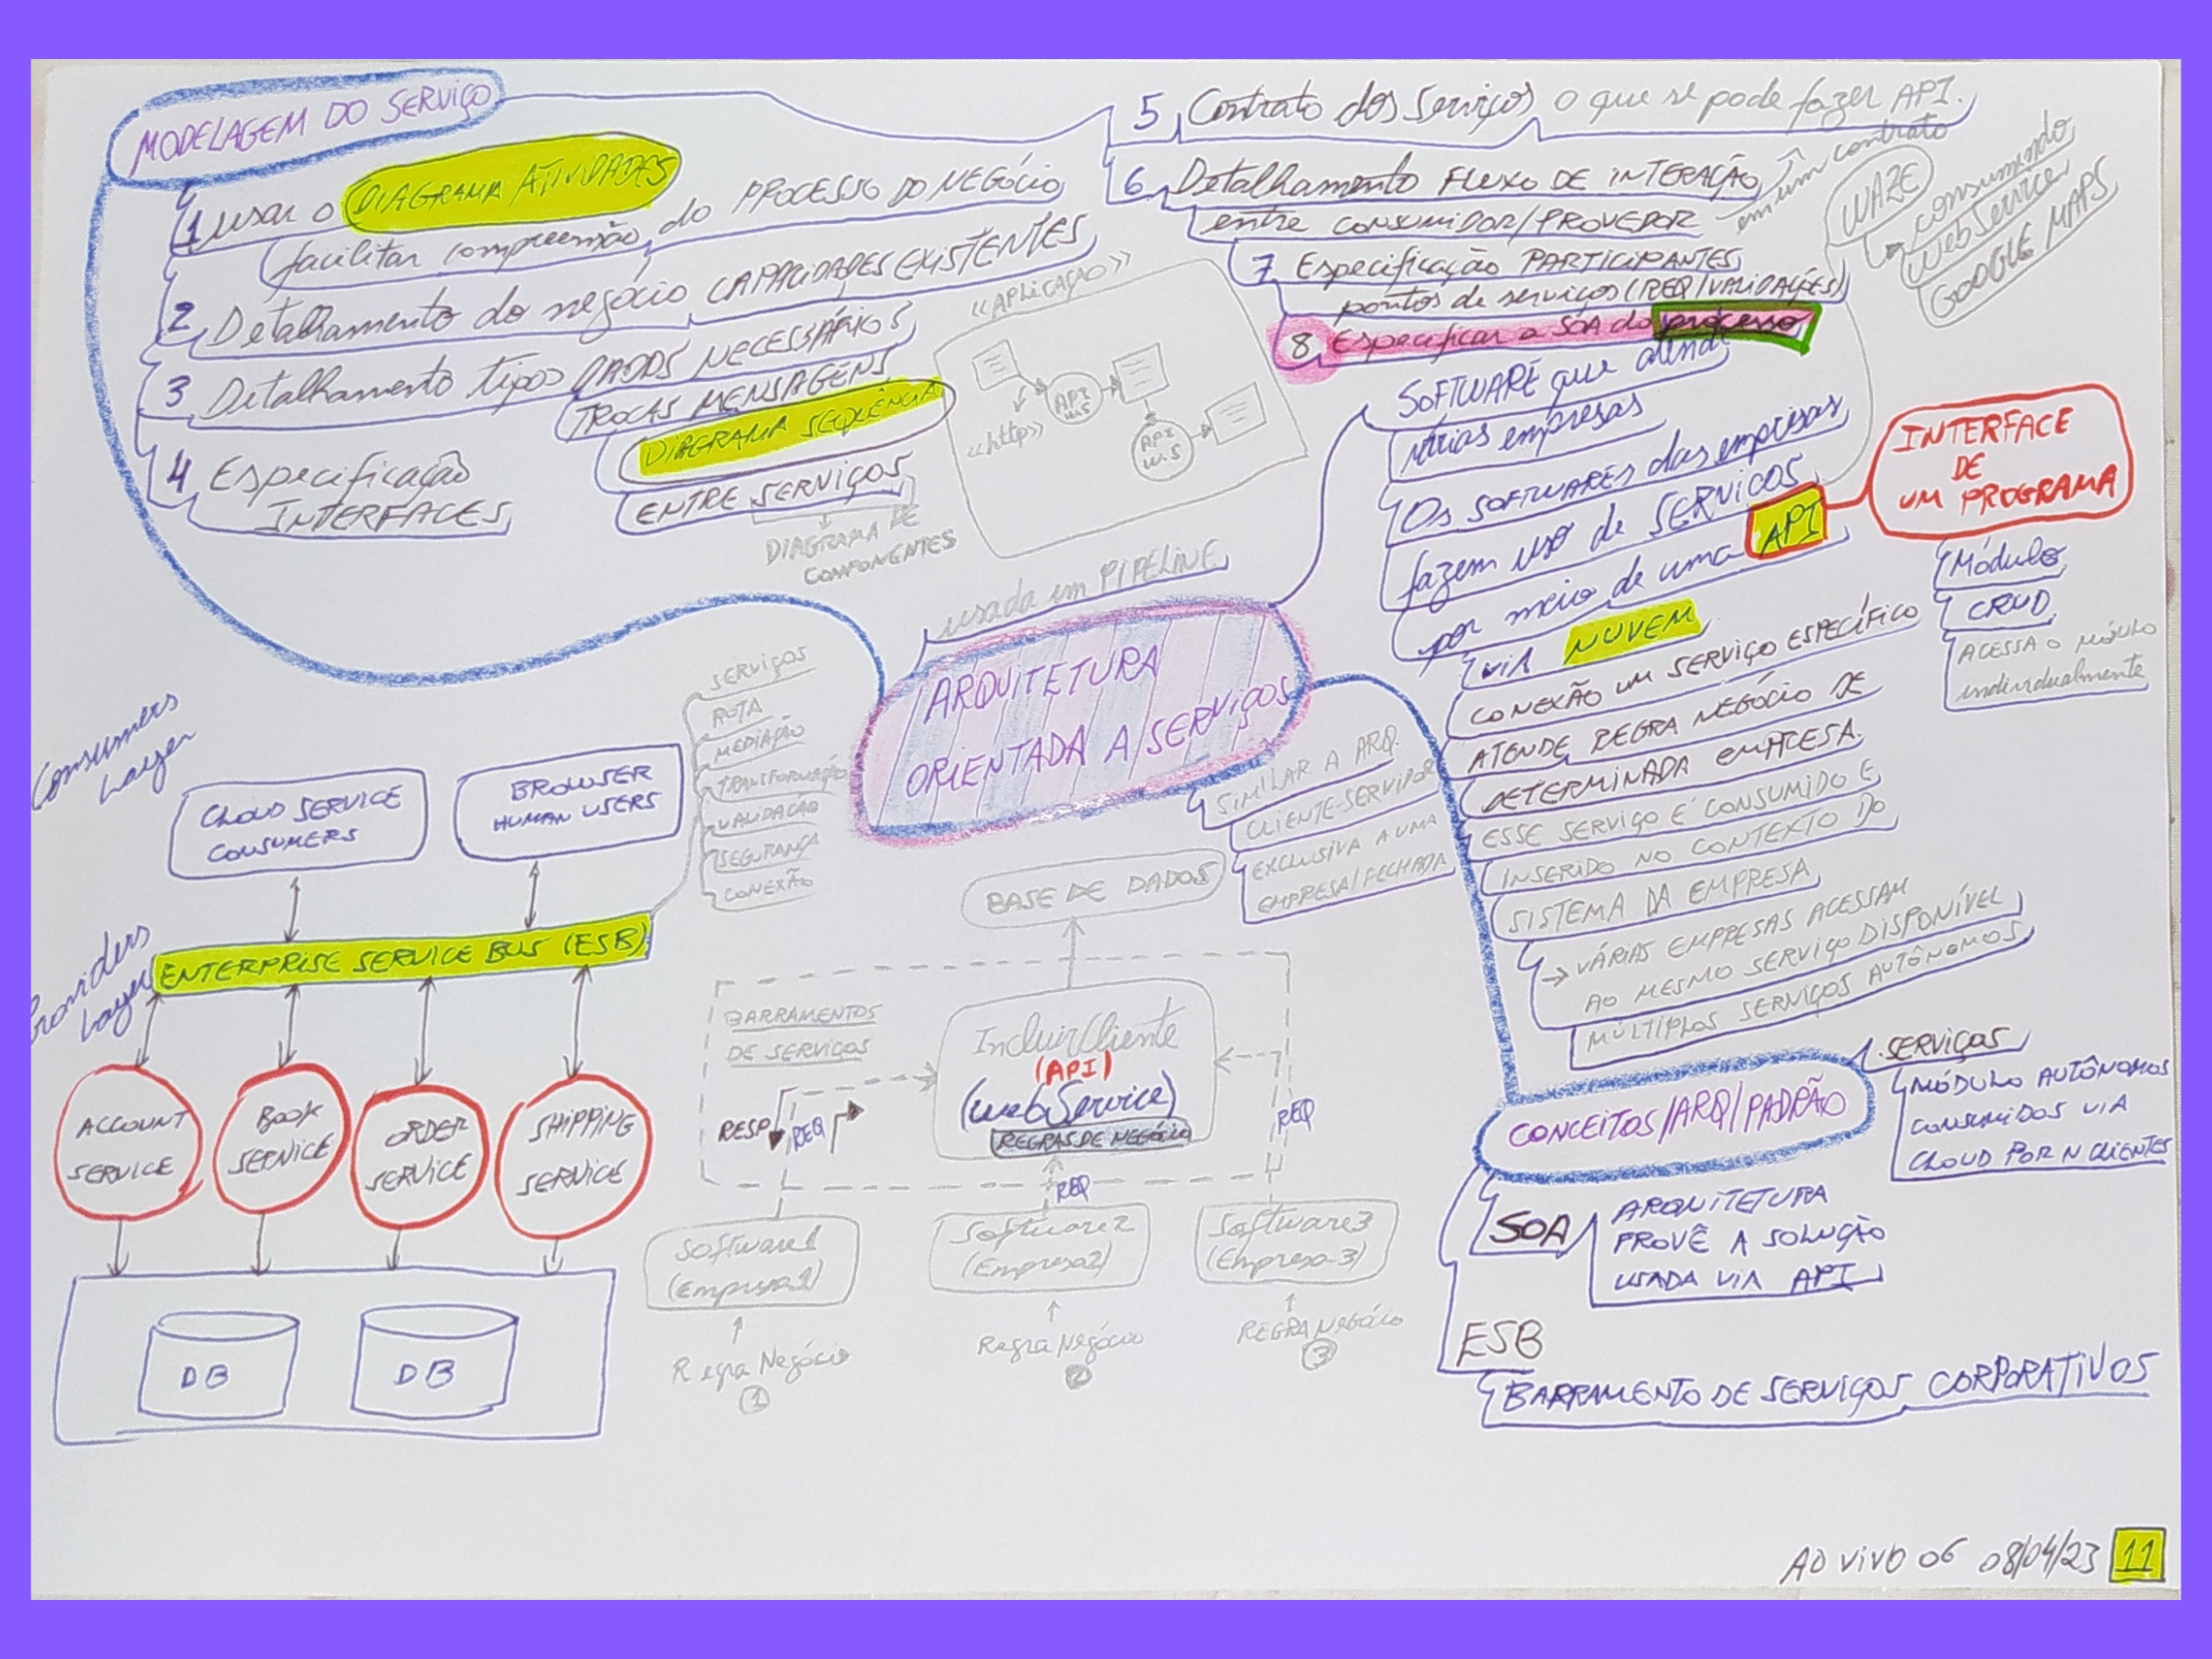 MODELAGEM DO SERVIÇO
1 usar o DIAGRAMA ATIVIDADES
facilitar compreensão do PROCESSO DO NEGÓCIO
2 Detalhamento do negócio CAPACIDADES EXISTENTES
3 Detalhamento tipos DADOS NECESSÁRIOS
TROCAS MENSAGENS
DIAGRAMA SEQUÊNCIA
ENTRE SERVIÇOS
DIAGRAMA DE
COMPONENTES
4 Especificação
INTERFACES
5 Contrato dos Serviços o que se pode fazer API.
6 Detalhamento FLUXO DE INTERAÇÃO
entre CONSUMIDOR/PROVEDOR
em um contrato
7 Especificação PARTICIPANTES
pontos de serviços (REQ/VALIDAÇÕES)
8 Especificar a SOA do processo
WAZE
consumindo
WebService
GOOGLE MAPS
<<APLICAÇÃO>>
<<http>>
API
W.S
API
W.S
usada em PIPELINE
ARQUITETURA
ORIENTADA A SERVIÇOS
SOFTWARE que atende
várias empresas
Os SOFTWARES das empresas
fazem uso de SERVIÇOS
por meio de uma API
INTERFACE
DE
UM PROGRAMA
Módulo
CRUD
ACESSA O MÓDULO
individualmente
VIA NUVEM
CONEXÃO UM SERVIÇO ESPECÍFICO
ATENDE REGRA NEGÓCIO DE
DETERMINADA EMPRESA.
ESSE SERVIÇO É CONSUMIDO E
INSERIDO NO CONTEXTO DO
SISTEMA DA EMPRESA
→ VÁRIAS EMPRESAS ACESSAM
AO MESMO SERVIÇO DISPONÍVEL
MÚLTIPLOS SERVIÇOS AUTÔNOMOS
SIMILAR A ARQ.
CLIENTE-SERVIDOR
EXCLUSIVA A UMA
EMPRESA/FECHADA
SERVIÇOS
ROTA
MEDIAÇÃO
TRANSFORMAÇÃO
VALIDAÇÃO
SEGURANÇA
CONEXÃO
Consumers
Layer
CLOUD SERVICE
CONSUMERS
BROWSER
HUMAN USERS
Providers
Layer
ENTERPRISE SERVICE BUS (ESB)
ACCOUNT
SERVICE
BOOK
SERVICE
ORDER
SERVICE
SHIPPING
SERVICE
DB
DB
BASE DE DADOS
BARRAMENTOS
DE SERVIÇOS
IncluirCliente
(API)
(webService)
REGRAS DE NEGÓCIO
RESP
REQ
REQ
REQ
Software1
(Empresa1)
Software2
(Empresa2)
Software3
(Empresa3)
Regra Negócio
1
Regra Negócio
2
REGRA NEGÓCIO
3
CONCEITOS/ARQ/PADRÃO
SERVIÇOS
MÓDULO AUTÔNOMOS
CONSUMIDOS VIA
CLOUD POR N CLIENTES
SOA
ARQUITETURA
PROVÊ A SOLUÇÃO
USADA VIA API
ESB
BARRAMENTO DE SERVIÇOS CORPORATIVOS
AO VIVO 06 08/04/23 11